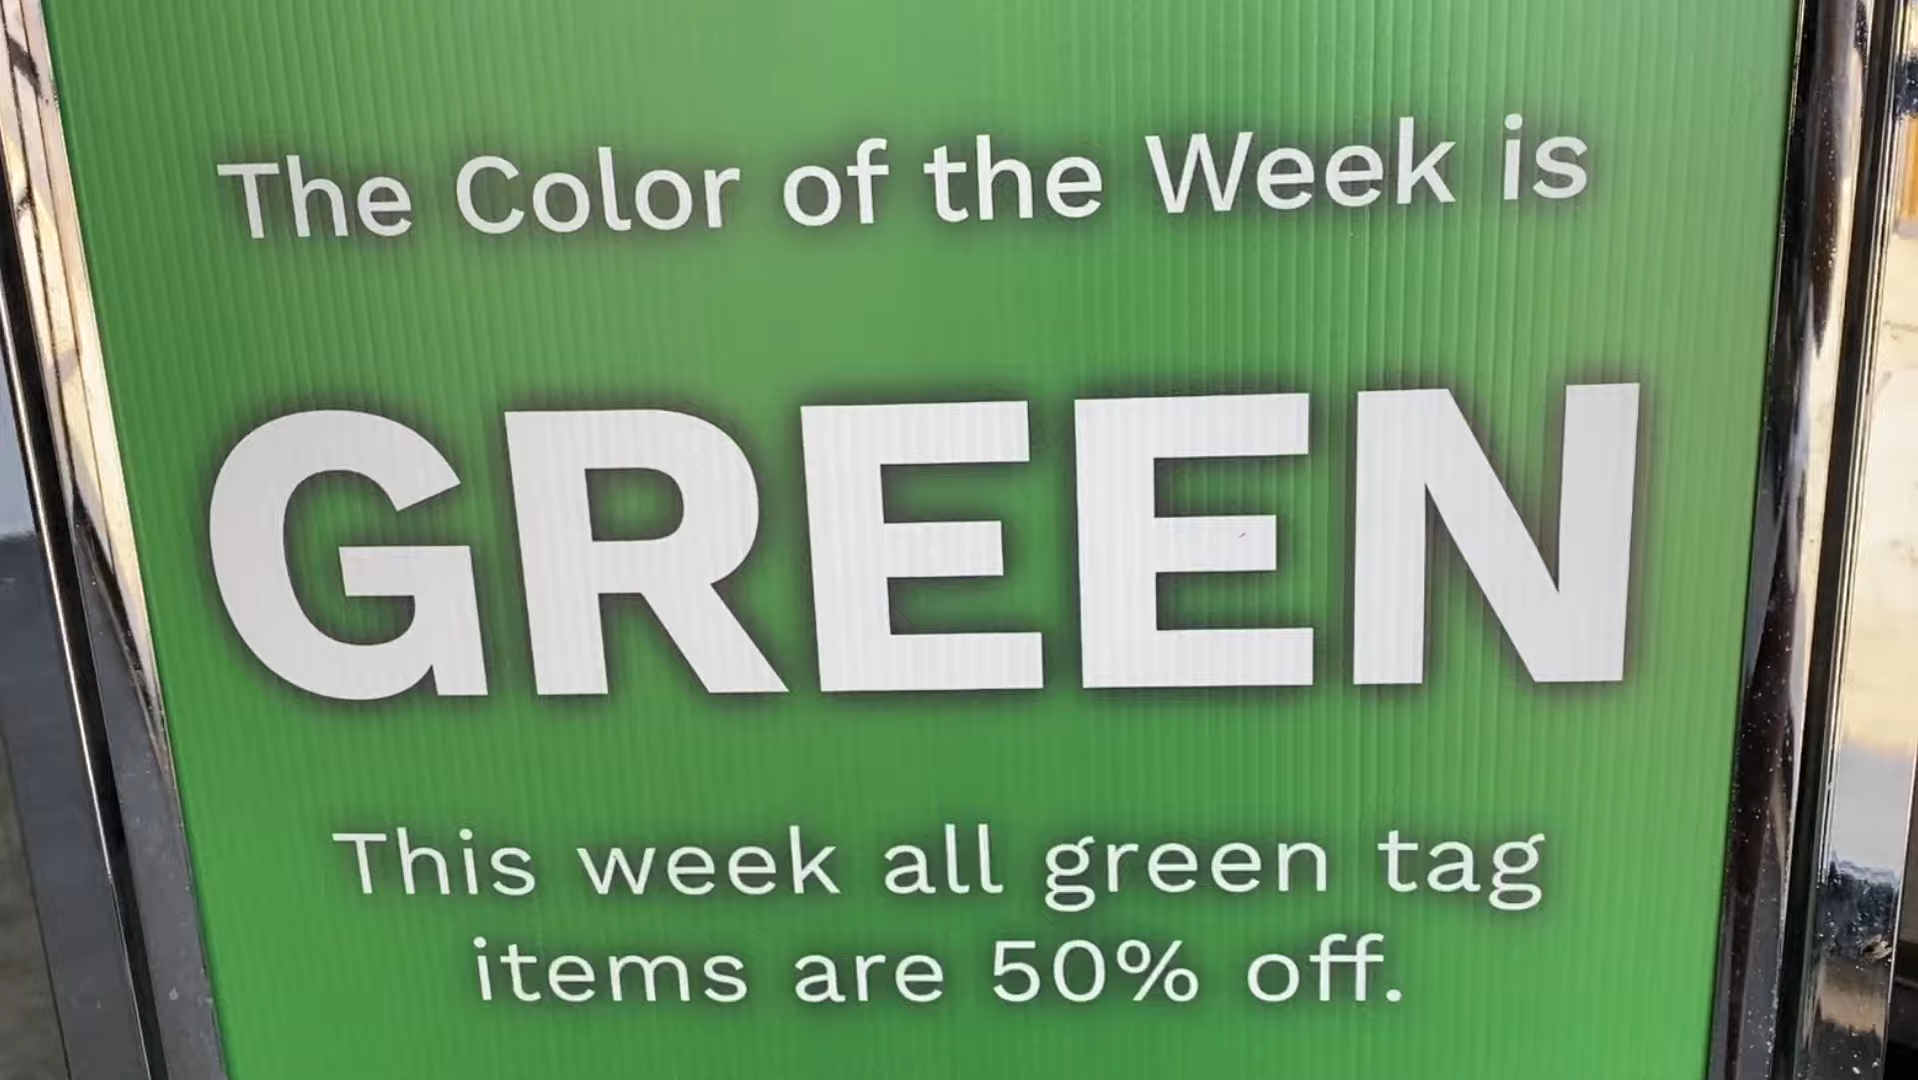 The Color of the Week is
GREEN
This week all green tag
items are 50% off.